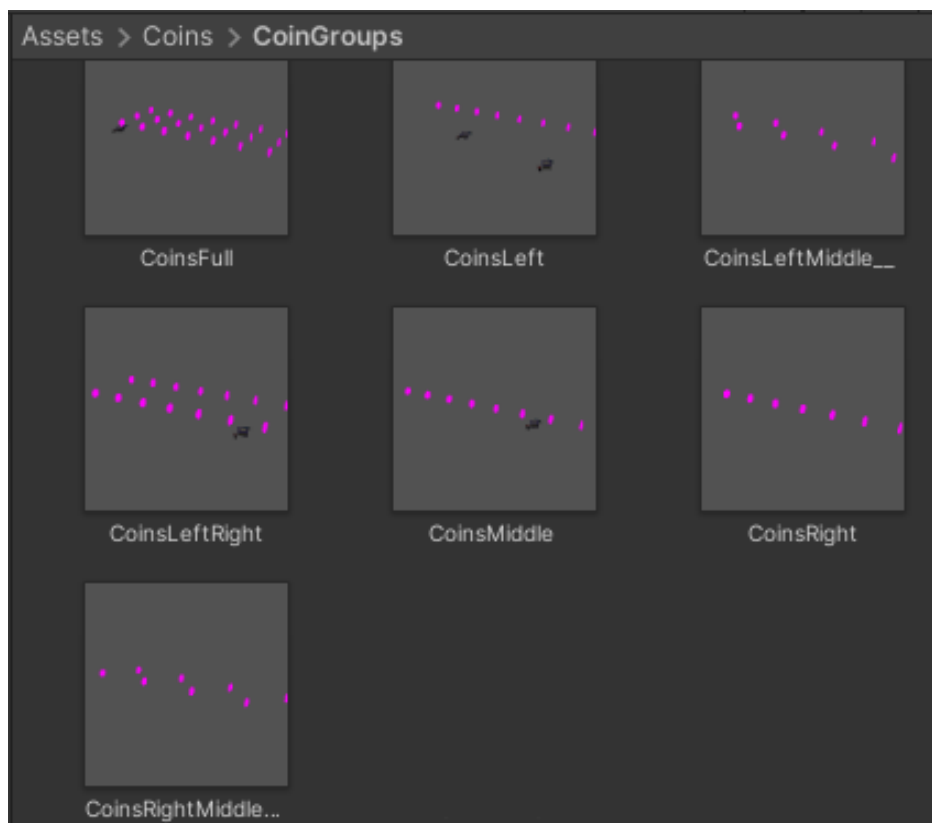 Assets > Coins > CoinGroups
CoinsFull
CoinsLeft
CoinsLeftMiddle__
CoinsLeftRight
CoinsMiddle
CoinsRight
CoinsRightMiddle...